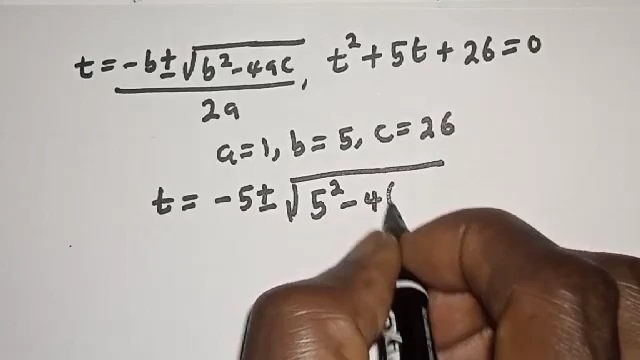 t = -b ± √b² - 4ac / 2a, t² + 5t + 26 = 0
a = 1, b = 5, c = 26
t = -5 ± √5² - 4(